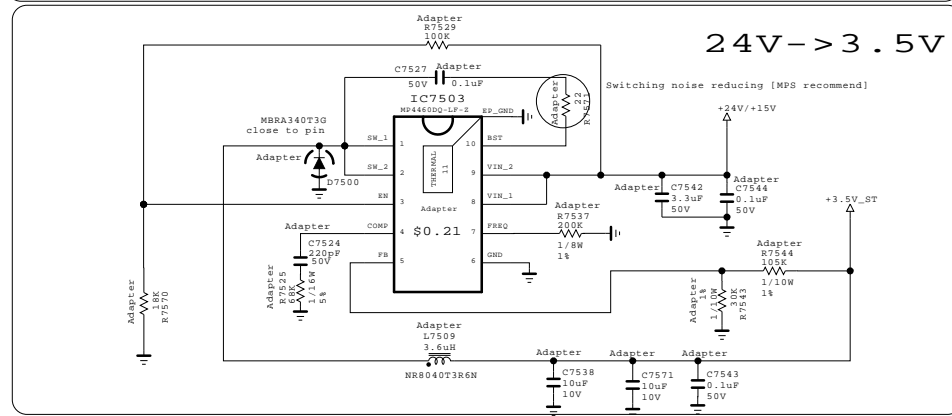 24V->3.5V
Adapter
R7529
100K
C7527
Adapter
50V
0.1uF
Adapter
22
R7571
Switching noise reducing [MPS recommend]
+24V/+15V
IC7503
MP4460DQ-LF-Z
EP_GND
MBRA340T3G
close to pin
Adapter
D7500
SW_1
1
10
BST
SW_2
2
9
VIN_2
EN
3
8
VIN_1
COMP
4
7
FREQ
FB
5
6
GND
THERMAL
11
Adapter
$0.21
Adapter
C7542
3.3uF
50V
Adapter
C7544
0.1uF
50V
+3.5V_ST
Adapter
R7537
200K
1/8W
1%
Adapter
C7524
220pF
50V
Adapter
R7525
68K
1/16W
5%
Adapter
R7544
105K
1/10W
1%
Adapter
1%
1/10W
30K
R7543
Adapter
18K
R7570
Adapter
L7509
3.6uH
NR8040T3R6N
Adapter
C7538
10uF
10V
Adapter
C7571
10uF
10V
Adapter
C7543
0.1uF
50V